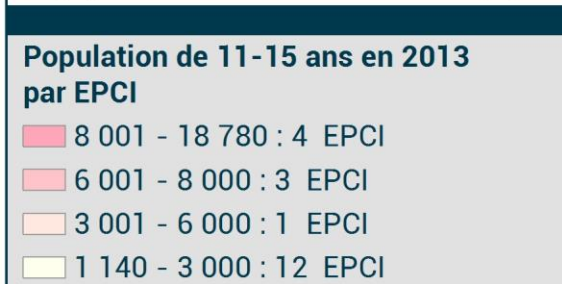 Population de 11-15 ans en 2013
par EPCI
8 001 - 18 780 : 4 EPCI
6 001 - 8 000 : 3 EPCI
3 001 - 6 000 : 1 EPCI
1 140 - 3 000 : 12 EPCI